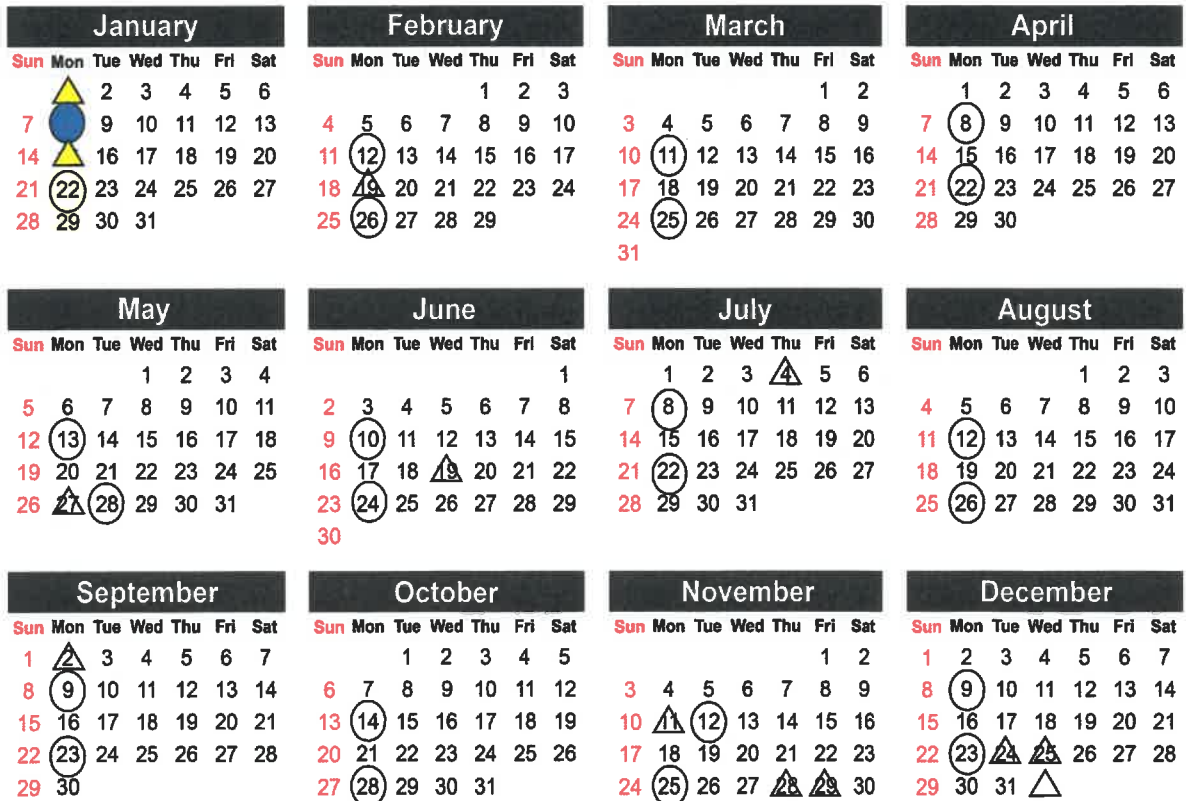 January
Sun Mon Tue Wed Thu Fri Sat
2 3 4 5 6
7 9 10 11 12 13
14 16 17 18 19 20
21 22 23 24 25 26 27
28 29 30 31
February
Sun Mon Tue Wed Thu Fri Sat
1 2 3
4 5 6 7 8 9 10
11 12 13 14 15 16 17
18 19 20 21 22 23 24
25 26 27 28 29
March
Sun Mon Tue Wed Thu Fri Sat
1 2
3 4 5 6 7 8 9
10 11 12 13 14 15 16
17 18 19 20 21 22 23
24 25 26 27 28 29 30
31
April
Sun Mon Tue Wed Thu Fri Sat
1 2 3 4 5 6
7 8 9 10 11 12 13
14 15 16 17 18 19 20
21 22 23 24 25 26 27
28 29 30
May
Sun Mon Tue Wed Thu Fri Sat
1 2 3 4
5 6 7 8 9 10 11
12 13 14 15 16 17 18
19 20 21 22 23 24 25
26 27 28 29 30 31
June
Sun Mon Tue Wed Thu Fri Sat
1
2 3 4 5 6 7 8
9 10 11 12 13 14 15
16 17 18 19 20 21 22
23 24 25 26 27 28 29
30
July
Sun Mon Tue Wed Thu Fri Sat
1 2 3 4 5 6
7 8 9 10 11 12 13
14 15 16 17 18 19 20
21 22 23 24 25 26 27
28 29 30 31
August
Sun Mon Tue Wed Thu Fri Sat
1 2 3
4 5 6 7 8 9 10
11 12 13 14 15 16 17
18 19 20 21 22 23 24
25 26 27 28 29 30 31
September
Sun Mon Tue Wed Thu Fri Sat
1 2 3 4 5 6 7
8 9 10 11 12 13 14
15 16 17 18 19 20 21
22 23 24 25 26 27 28
29 30
October
Sun Mon Tue Wed Thu Fri Sat
1 2 3 4 5
6 7 8 9 10 11 12
13 14 15 16 17 18 19
20 21 22 23 24 25 26
27 28 29 30 31
November
Sun Mon Tue Wed Thu Fri Sat
1 2
3 4 5 6 7 8 9
10 11 12 13 14 15 16
17 18 19 20 21 22 23
24 25 26 27 28 29 30
December
Sun Mon Tue Wed Thu Fri Sat
1 2 3 4 5 6 7
8 9 10 11 12 13 14
15 16 17 18 19 20 21
22 23 24 25 26 27 28
29 30 31